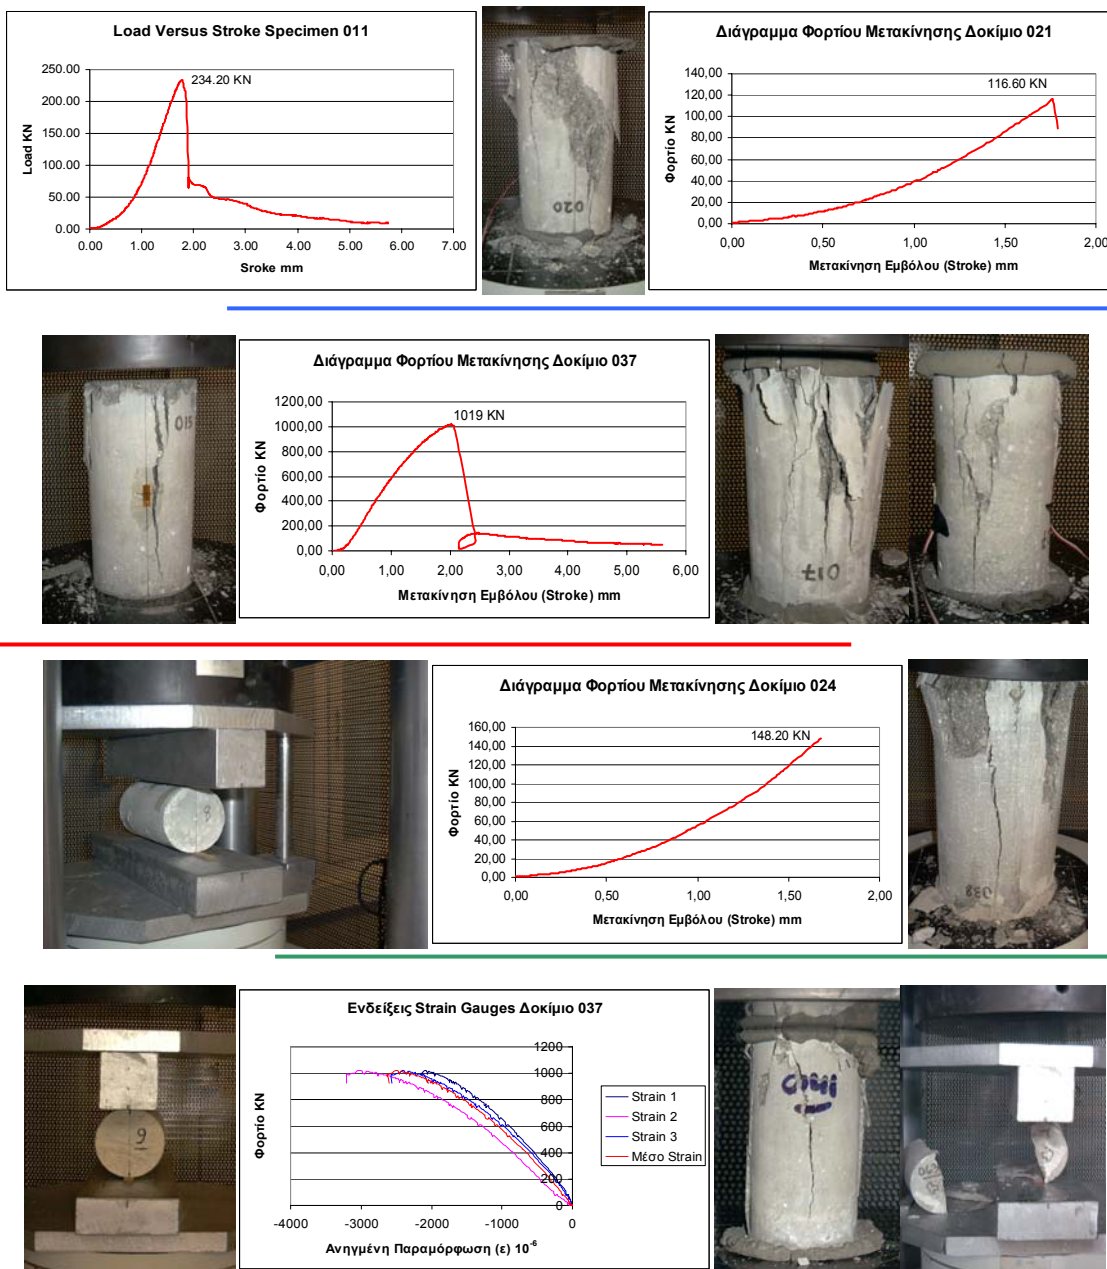 Load Versus Stroke Specimen 011
250.00
200.00
150.00
100.00
50.00
0.00
234.20 KN
Load KN
0.00 1.00 2.00 3.00 4.00 5.00 6.00 7.00
Sroke mm
020
Διάγραμμα Φορτίου Μετακίνησης Δοκίμιο 021
140,00
120,00
100,00
80,00
60,00
40,00
20,00
0,00
116.60 KN
Φορτίο KN
0,00 0,50 1,00 1,50 2,00
Μετακίνηση Εμβόλου (Stroke) mm
015
Διάγραμμα Φορτίου Μετακίνησης Δοκίμιο 037
1200,00
1000,00
800,00
600,00
400,00
200,00
0,00
1019 KN
Φορτίο KN
0,00 1,00 2,00 3,00 4,00 5,00 6,00
Μετακίνηση Εμβόλου (Stroke) mm
017
Διάγραμμα Φορτίου Μετακίνησης Δοκίμιο 024
160,00
140,00
120,00
100,00
80,00
60,00
40,00
20,00
0,00
148.20 KN
Φορτίο KN
0,00 0,50 1,00 1,50 2,00
Μετακίνηση Εμβόλου (Stroke) mm
038
9
Ενδείξεις Strain Gauges Δοκίμιο 037
1200
1000
800
600
400
200
0
Φορτίο KN
-4000 -3000 -2000 -1000 0
Ανηγμένη Παραμόρφωση (ε) 10⁻⁶
Strain 1
Strain 2
Strain 3
Μέσο Strain